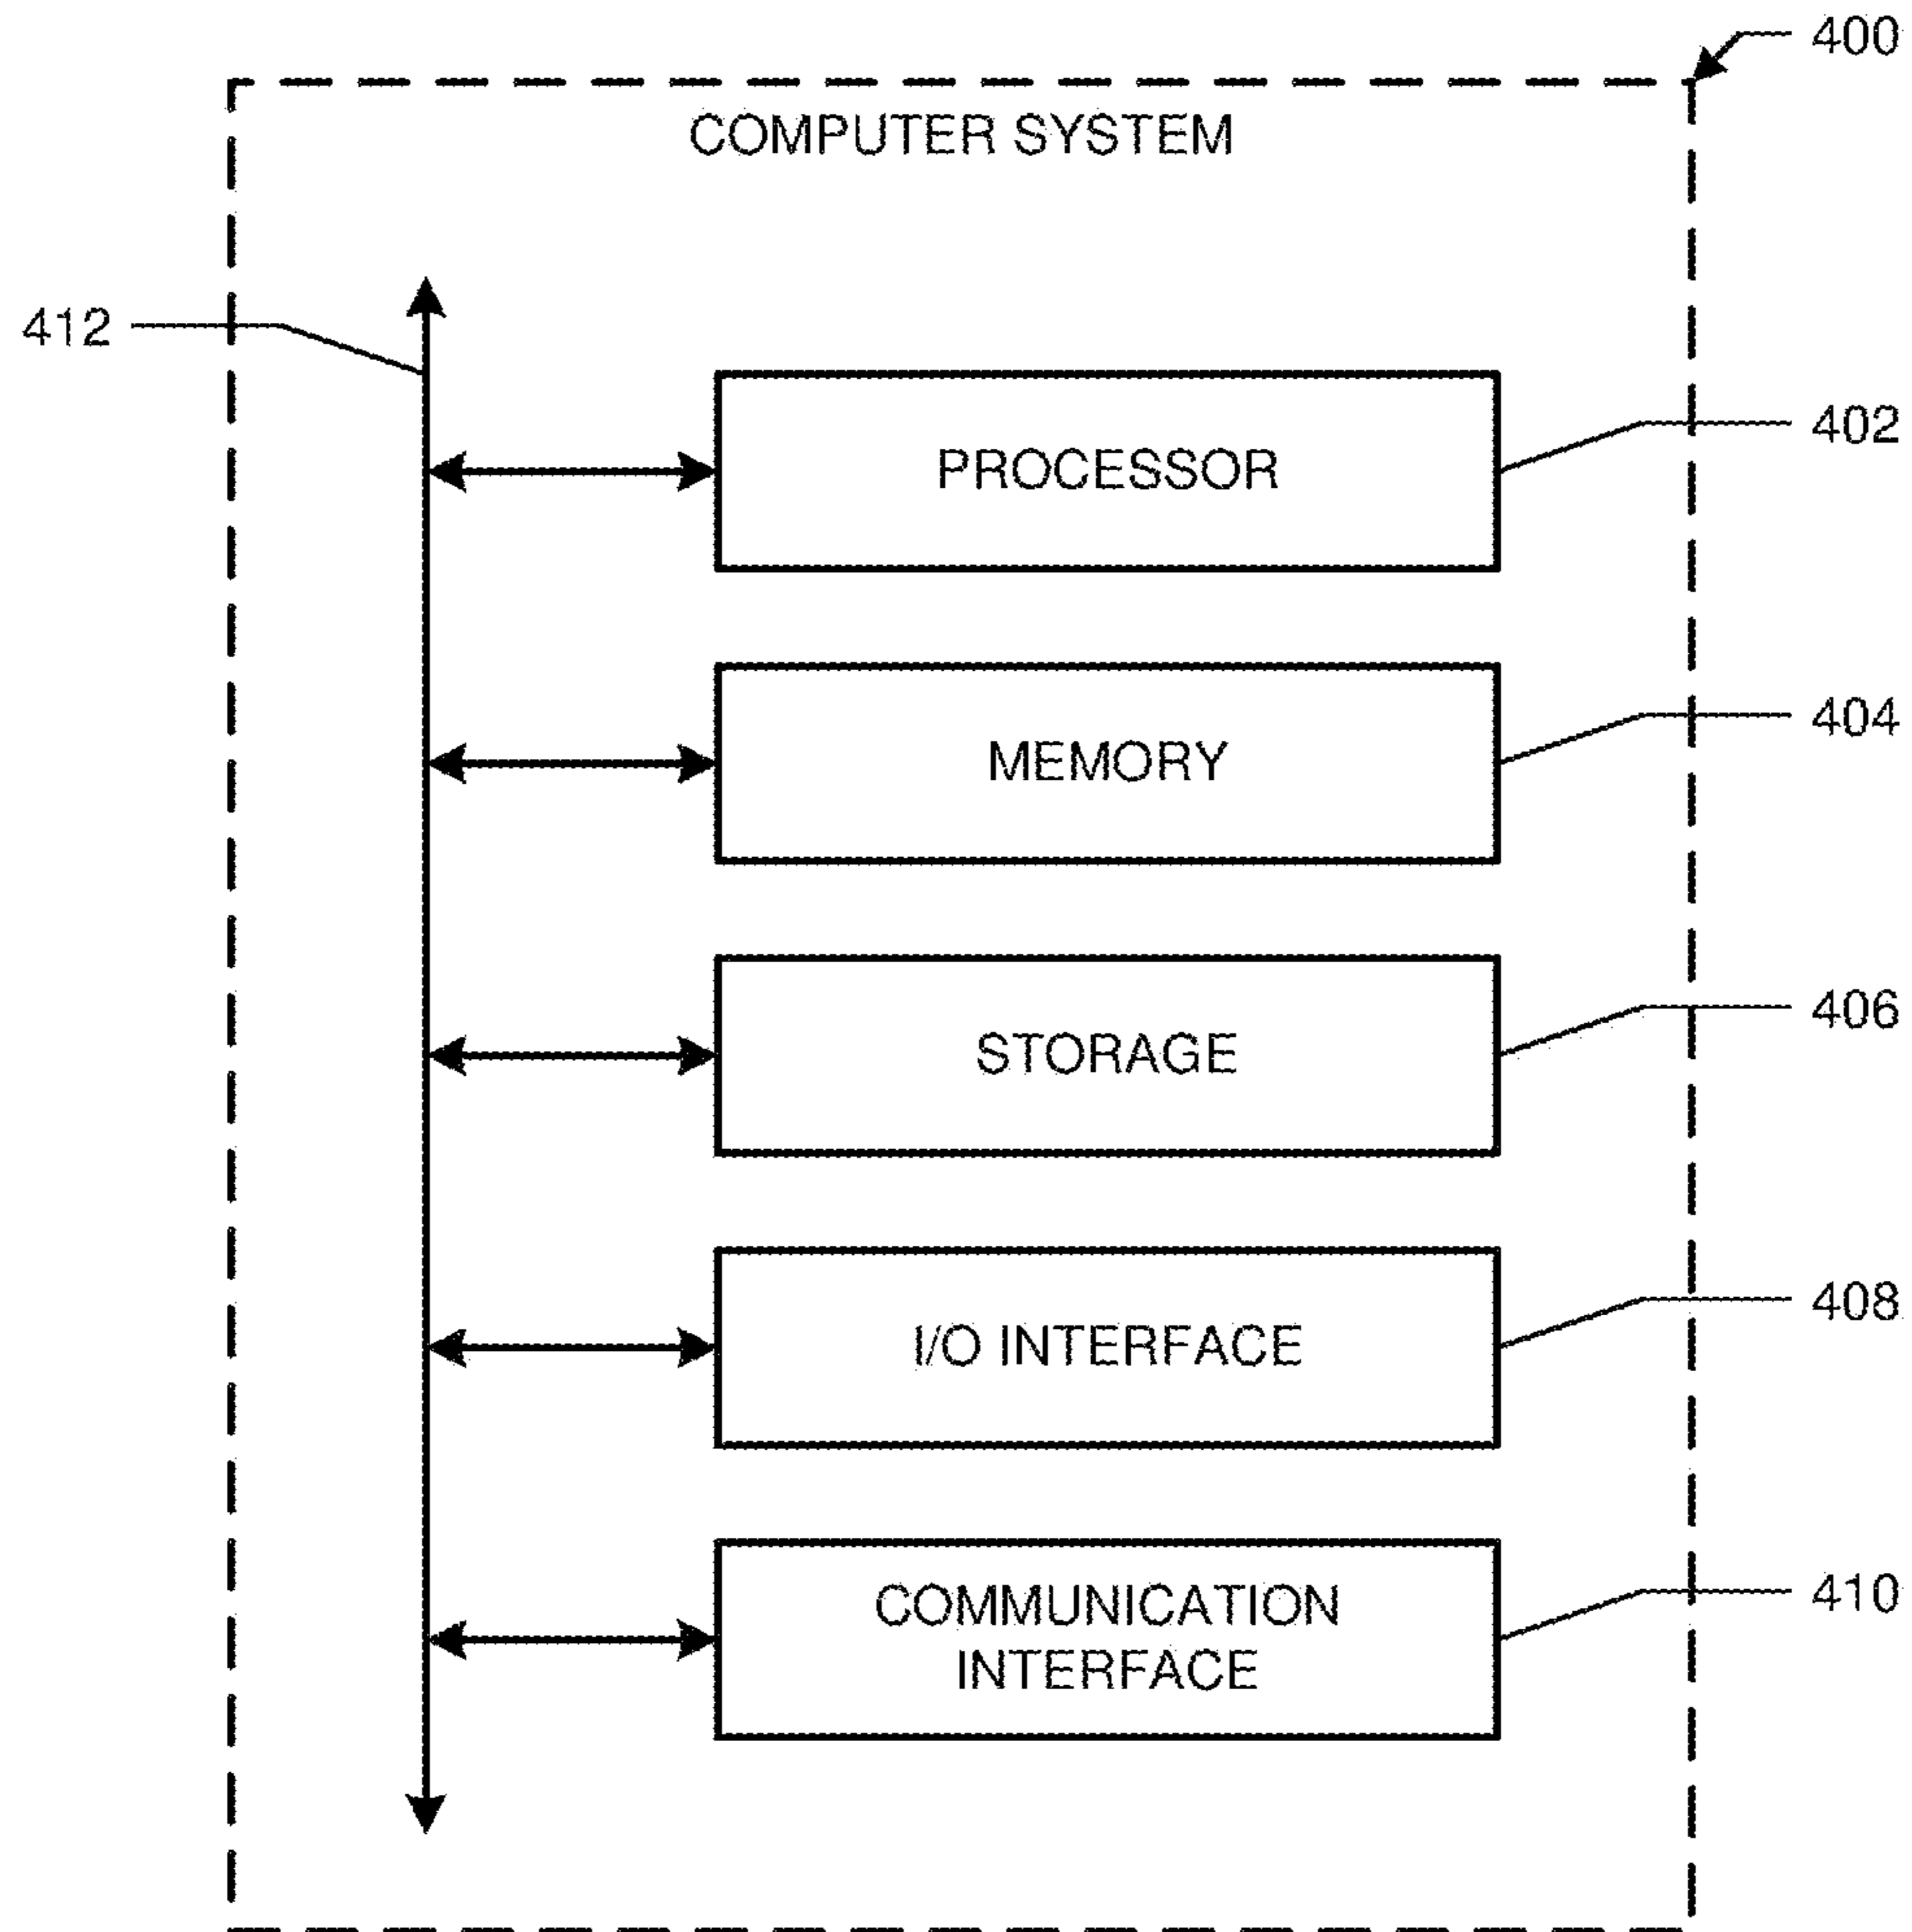 400
COMPUTER SYSTEM
412
PROCESSOR
402
MEMORY
404
STORAGE
406
I/O INTERFACE
408
COMMUNICATION
INTERFACE
410